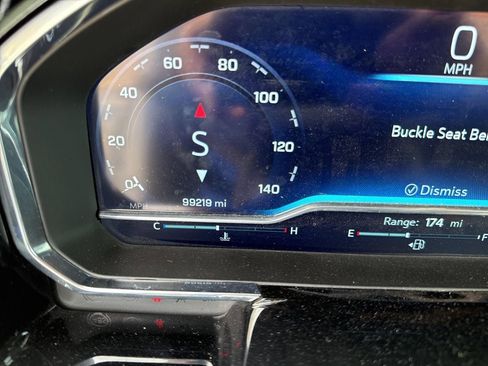 0
MPH
60
80
40
100
20
120
0
140
S
MPH
99219 mi
Buckle Seat
Dismiss
C
H
Range: 174 mi
E
F